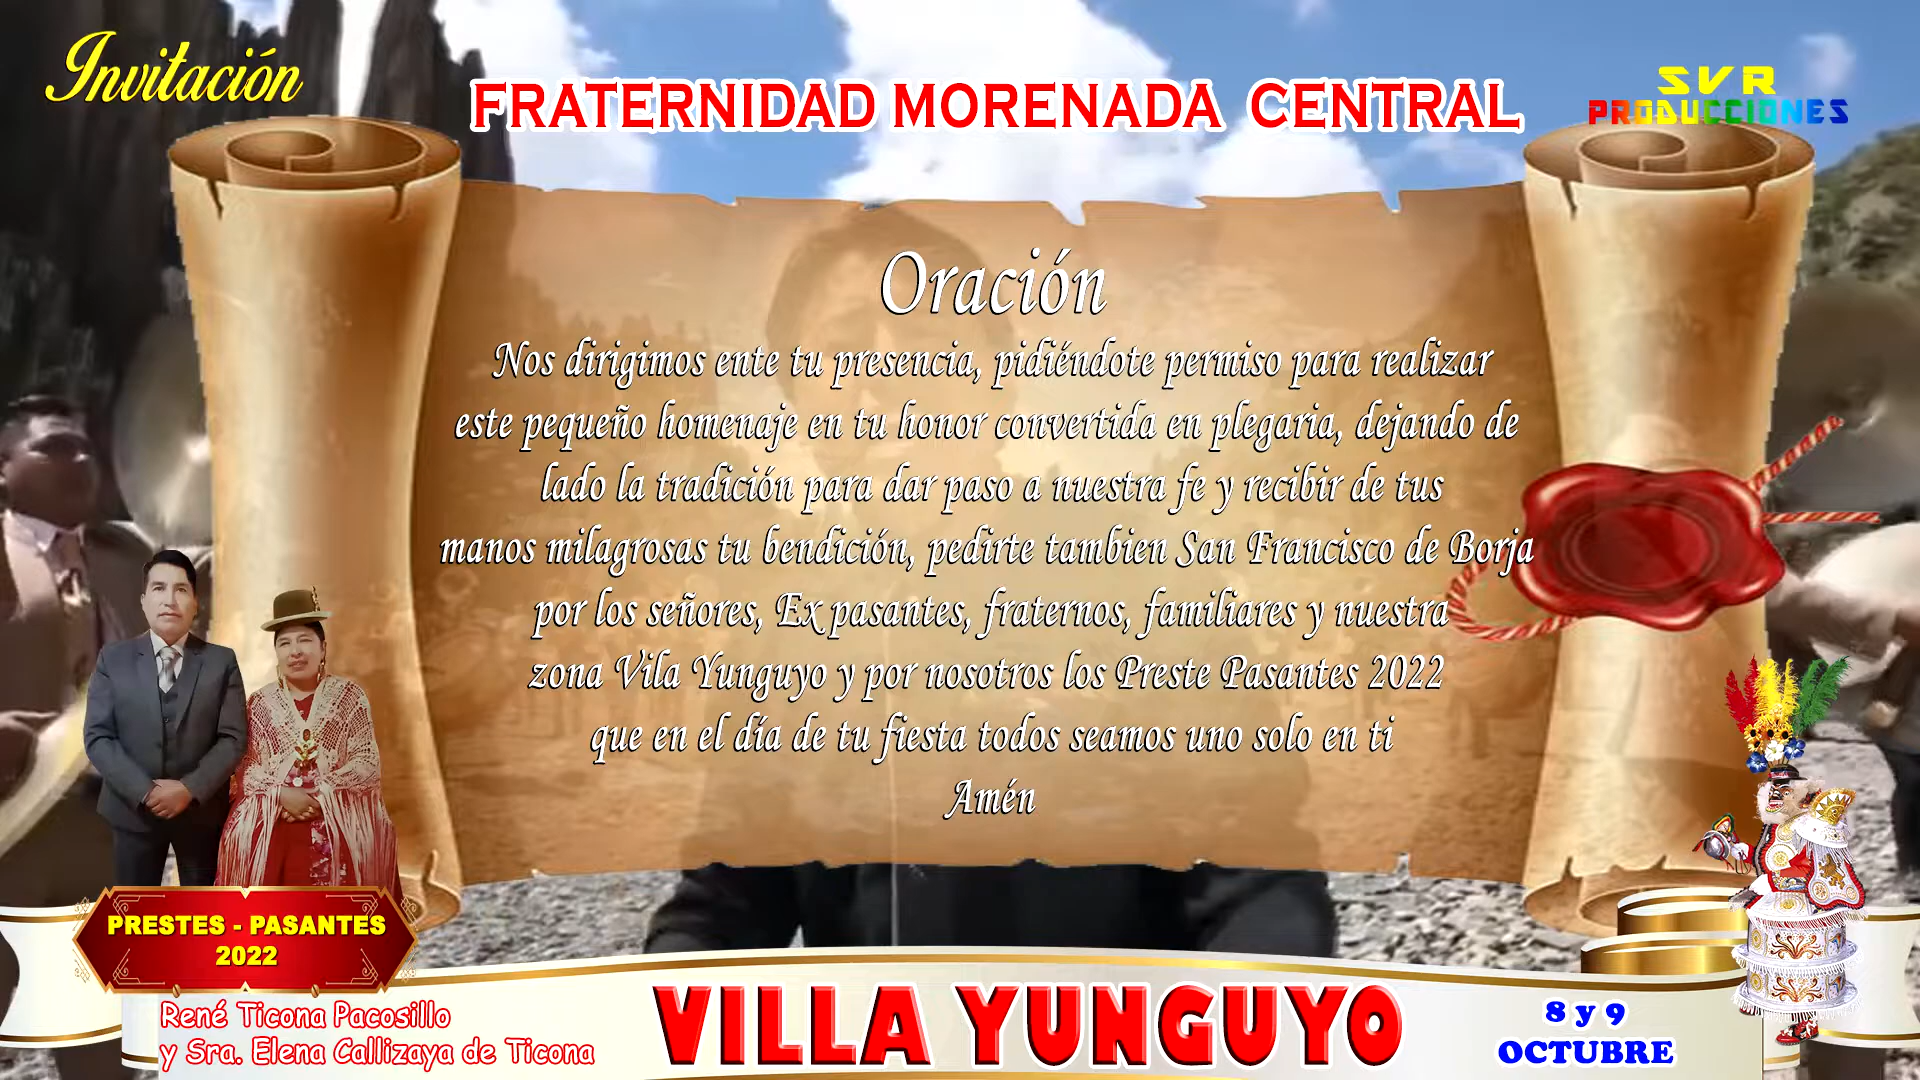 Invitación
FRATERNIDAD MORENADA CENTRAL
SVR
PRODUCCIONES
Oración
Nos dirigimos ente tu presencia, pidiéndote permiso para realizar
este pequeño homenaje en tu honor convertida en plegaria, dejando de
lado la tradición para dar paso a nuestra fe y recibir de tus
manos milagrosas tu bendición, pedirte tambien San Francisco de Borja
por los señores, Ex pasantes, fraternos, familiares y nuestra
zona Vila Yunguyo y por nosotros los Preste Pasantes 2022
que en el día de tu fiesta todos seamos uno solo en ti
Amén
PRESTES - PASANTES
2022
René Ticona Pacosillo
y Sra. Elena Callizaya de Ticona
VILLA YUNGUYO
8 y 9
OCTUBRE